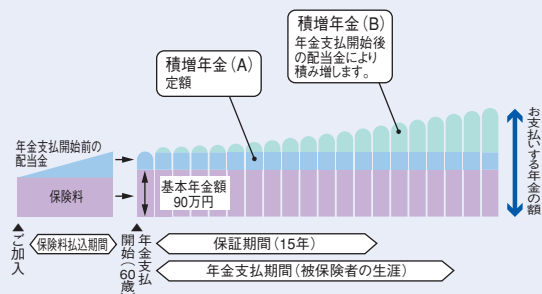 積増年金（A）
定額
積増年金（B）
年金支払開始後
の配当金により
積み増します。
年金支払開始前の
配当金
保険料
基本年金額
90万円
お支払いする年金の額
ご加入
保険料払込期間
年金支払
開始（60歳）
保証期間（15年）
年金支払期間（被保険者の生涯）